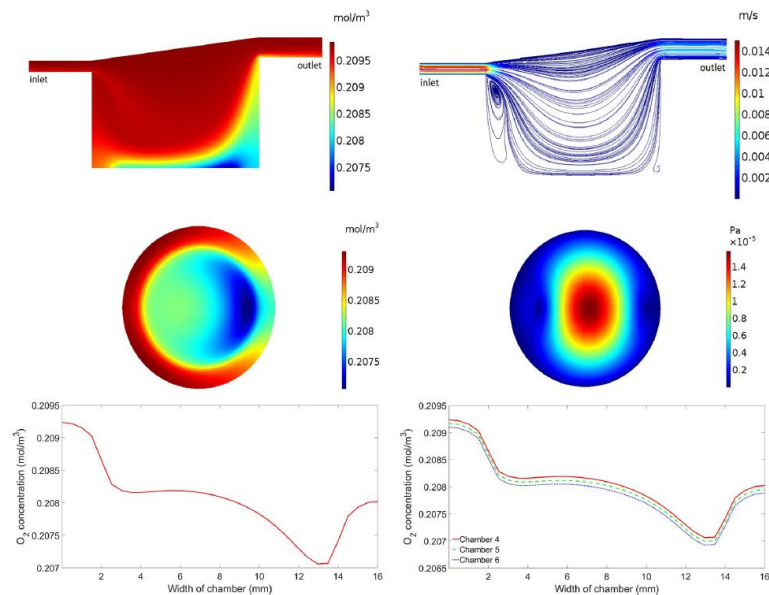 mol/m³
0.2095
0.209
0.2085
0.208
0.2075
inlet
outlet
m/s
0.014
0.012
0.01
0.008
0.006
0.004
0.002
inlet
outlet
mol/m³
0.209
0.2085
0.208
0.2075
Pa
×10⁻⁵
1.4
1.2
1
0.8
0.6
0.4
0.2
0.2095
0.209
0.2085
0.208
0.2075
0.207
O₂ concentration (mol/m³)
2 4 6 8 10 12 14 16
Width of chamber (mm)
0.2095
0.209
0.2085
0.208
0.2075
0.207
0.2065
O₂ concentration (mol/m³)
Chamber 4
Chamber 5
Chamber 6
2 4 6 8 10 12 14 16
Width of chamber (mm)